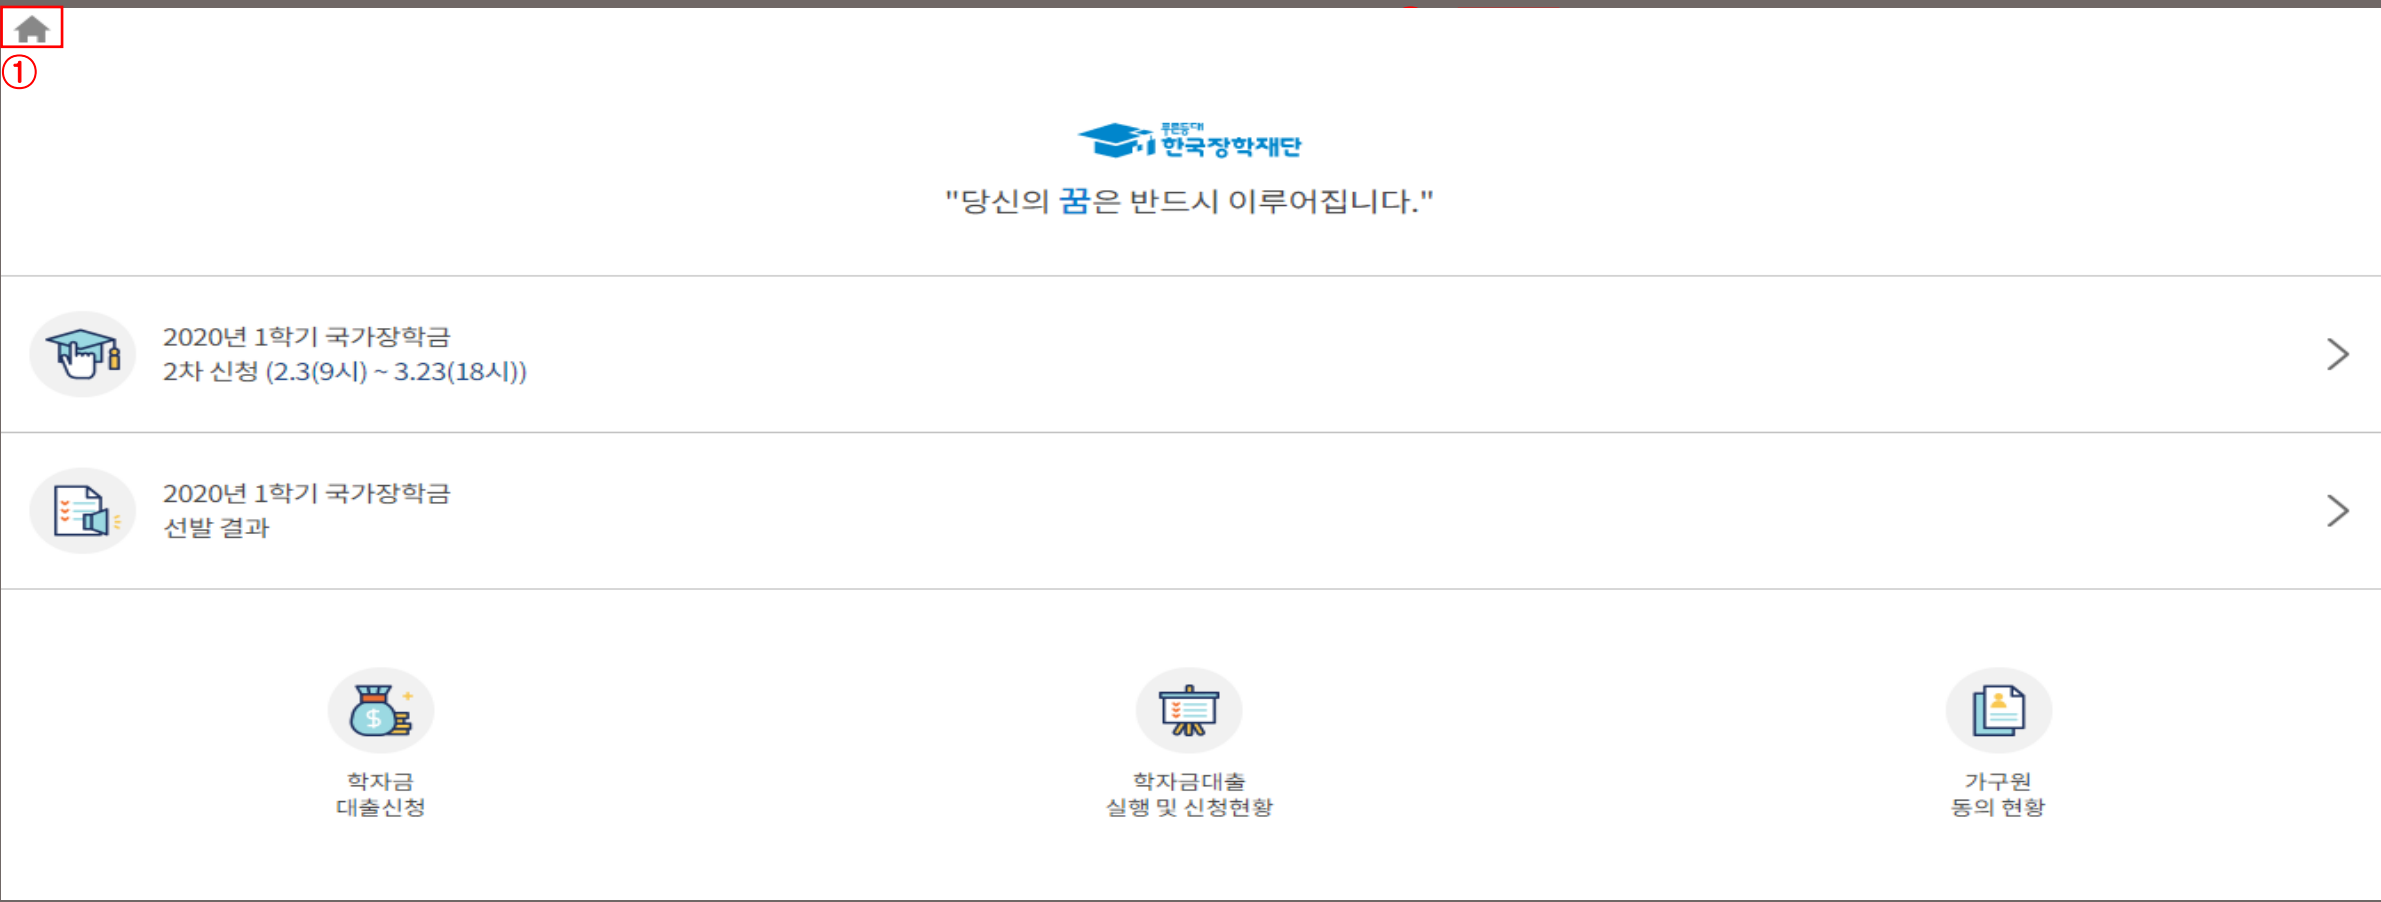 ①
푸른등대
한국장학재단
"당신의 꿈은 반드시 이루어집니다."
2020년 1학기 국가장학금
2차 신청 (2.3(9시) ~ 3.23(18시))
2020년 1학기 국가장학금
선발 결과
학자금
대출신청
학자금대출
실행 및 신청현황
가구원
동의 현황